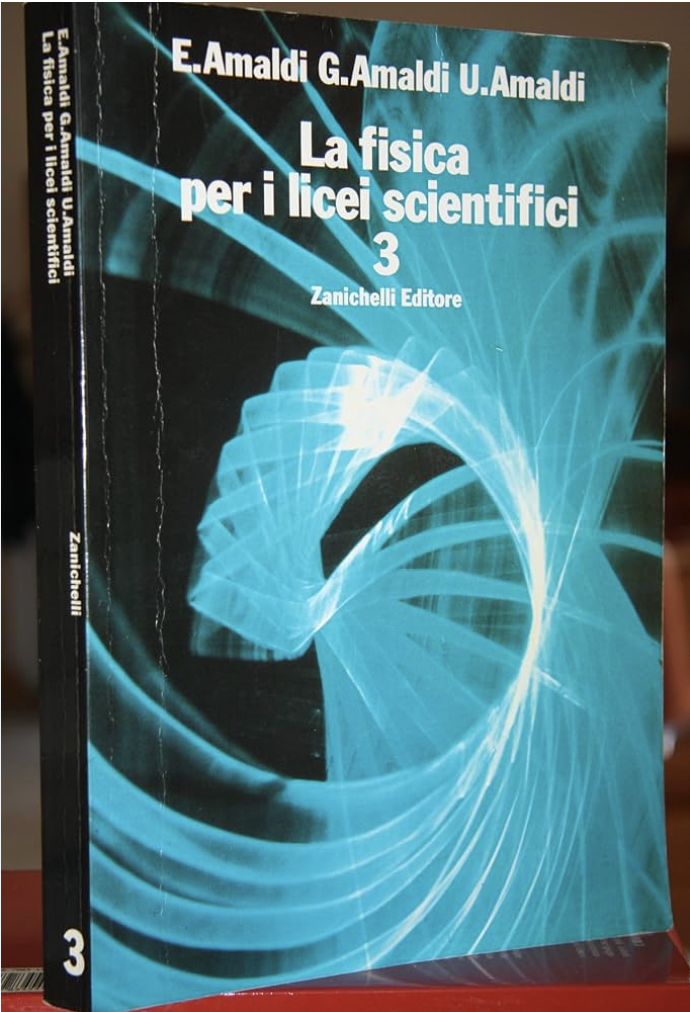 E.Amaldi G.Amaldi U.Amaldi
La fisica
per i licei scientifici
3
Zanichelli Editore
E.Amaldi G.Amaldi U.Amaldi
La fisica per i licei scientifici
Zanichelli
3